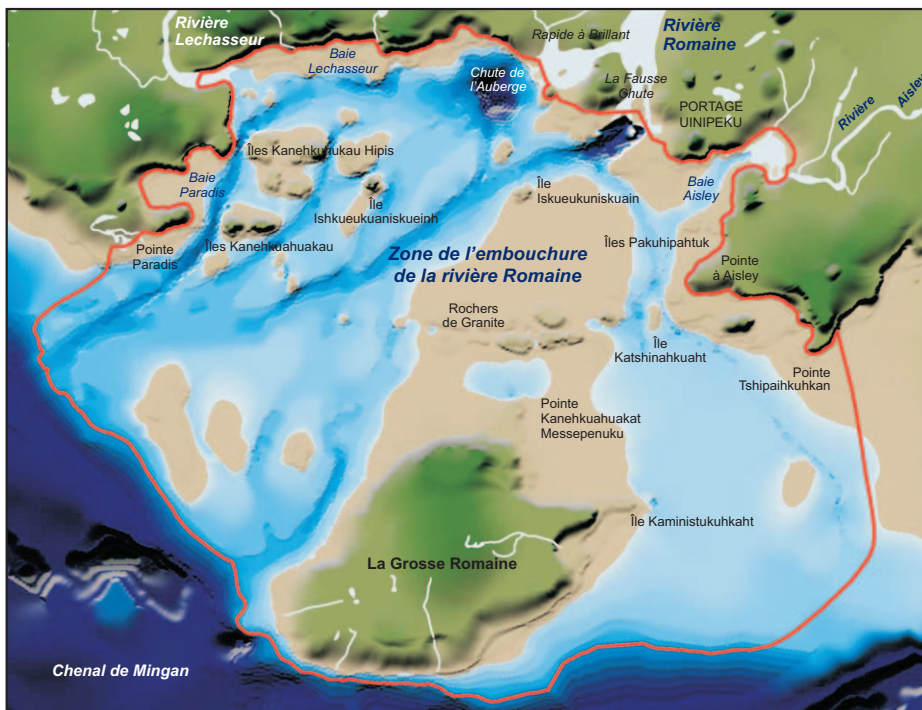 Rivière
Lechasseur
Rapide à Brillant
Rivière
Romaine
Baie
Lechasseur
Chute de
l'Auberge
La Fausse
Chute
PORTAGE
UINIPEKU
Rivière
Aisley
Îles Kanehkuhukau Hipis
Baie
Paradis
Île
Ishkueukuaniskueinh
Île
Iskueukuniskuain
Baie
Aisley
Îles Kanehkuahuakau
Pointe
Paradis
Zone de l'embouchure
de la rivière Romaine
Îles Pakuhipahtuk
Pointe
à Aisley
Rochers
de Granite
Île
Katshinahkuaht
Pointe
Tshipaihkuhkan
Pointe
Kanehkuahuakat
Messepenuku
Île Kaministukuhkaht
La Grosse Romaine
Chenal de Mingan